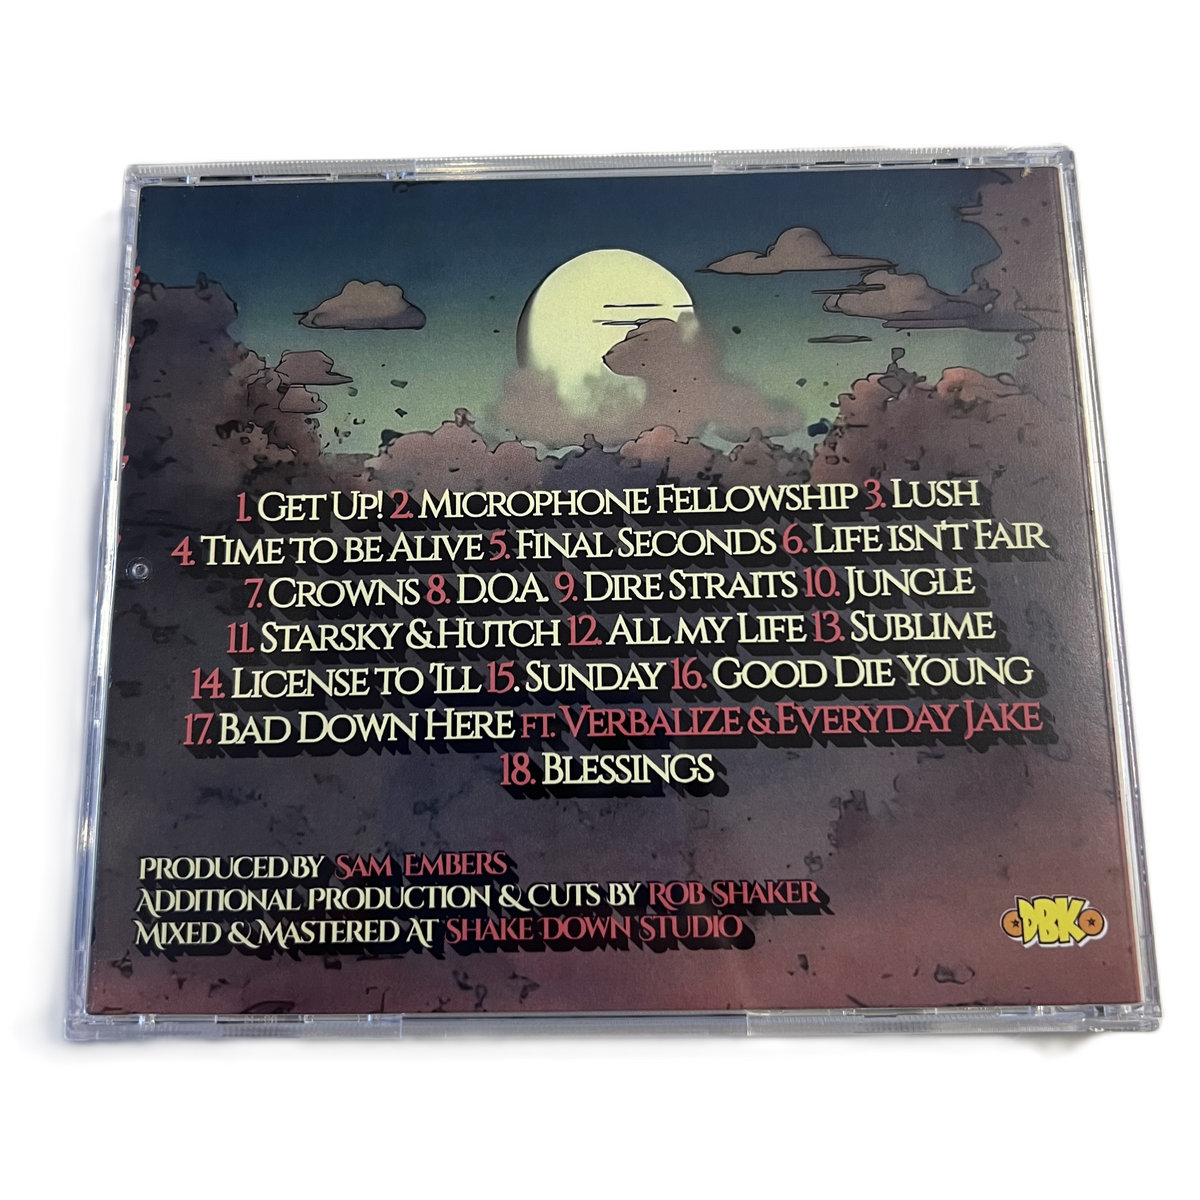 1. Get Up! 2. Microphone Fellowship 3. Lush
4. Time to be Alive 5. Final Seconds 6. Life isn't Fair
7. Crowns 8. D.O.A. 9. Dire Straits 10. Jungle
11. Starsky & Hutch 12. All my Life 13. Sublime
14. License to 'Ill 15. Sunday 16. Good Die Young
17. Bad Down Here ft. Verbalize & Everyday Jake
18. Blessings
Produced by Sam Embers
Additional Production & cuts by Rob Shaker
Mixed & Mastered At Shake Down Studio
DBK